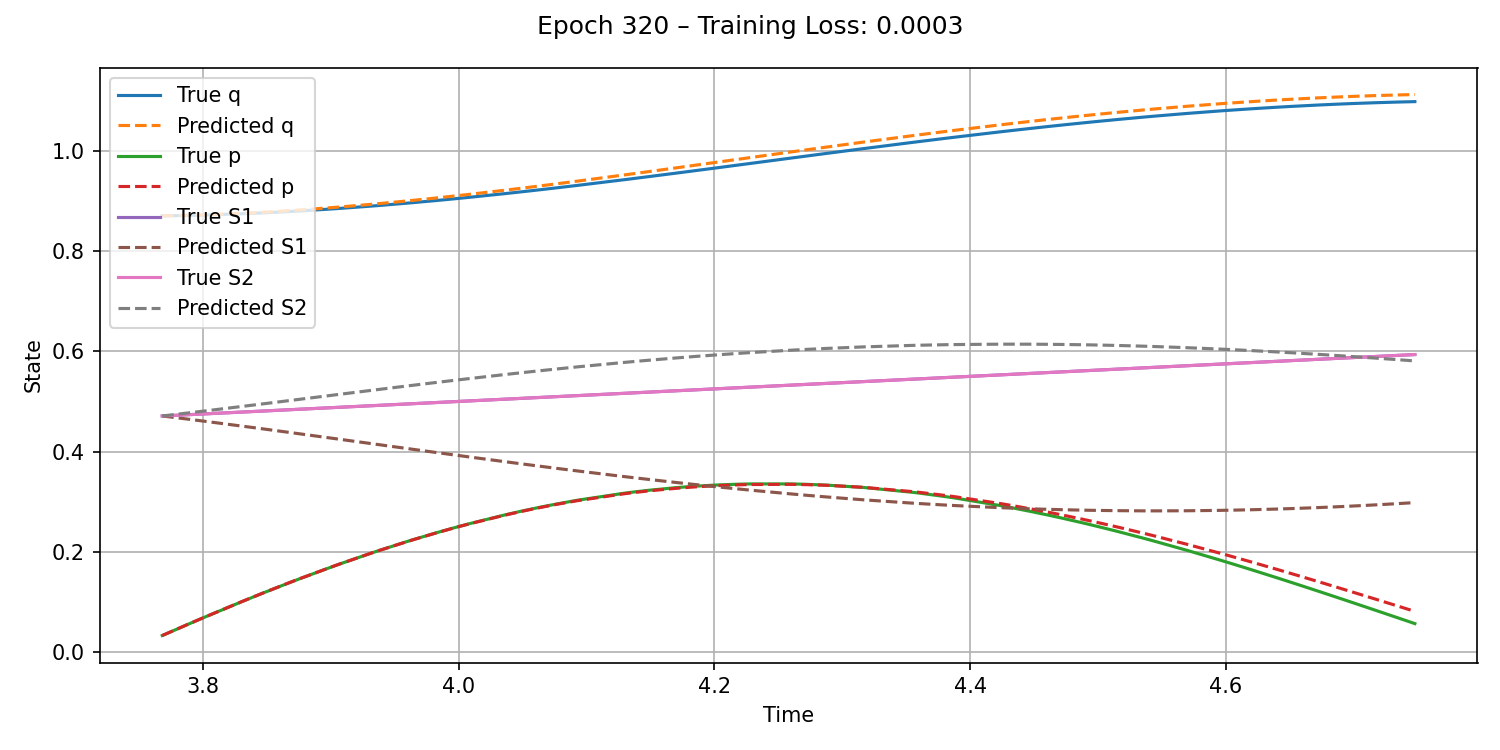 Epoch 320 – Training Loss: 0.0003
True q
Predicted q
True p
Predicted p
True S1
Predicted S1
True S2
Predicted S2
State
1.0
0.8
0.6
0.4
0.2
0.0
3.8 4.0 4.2 4.4 4.6
Time